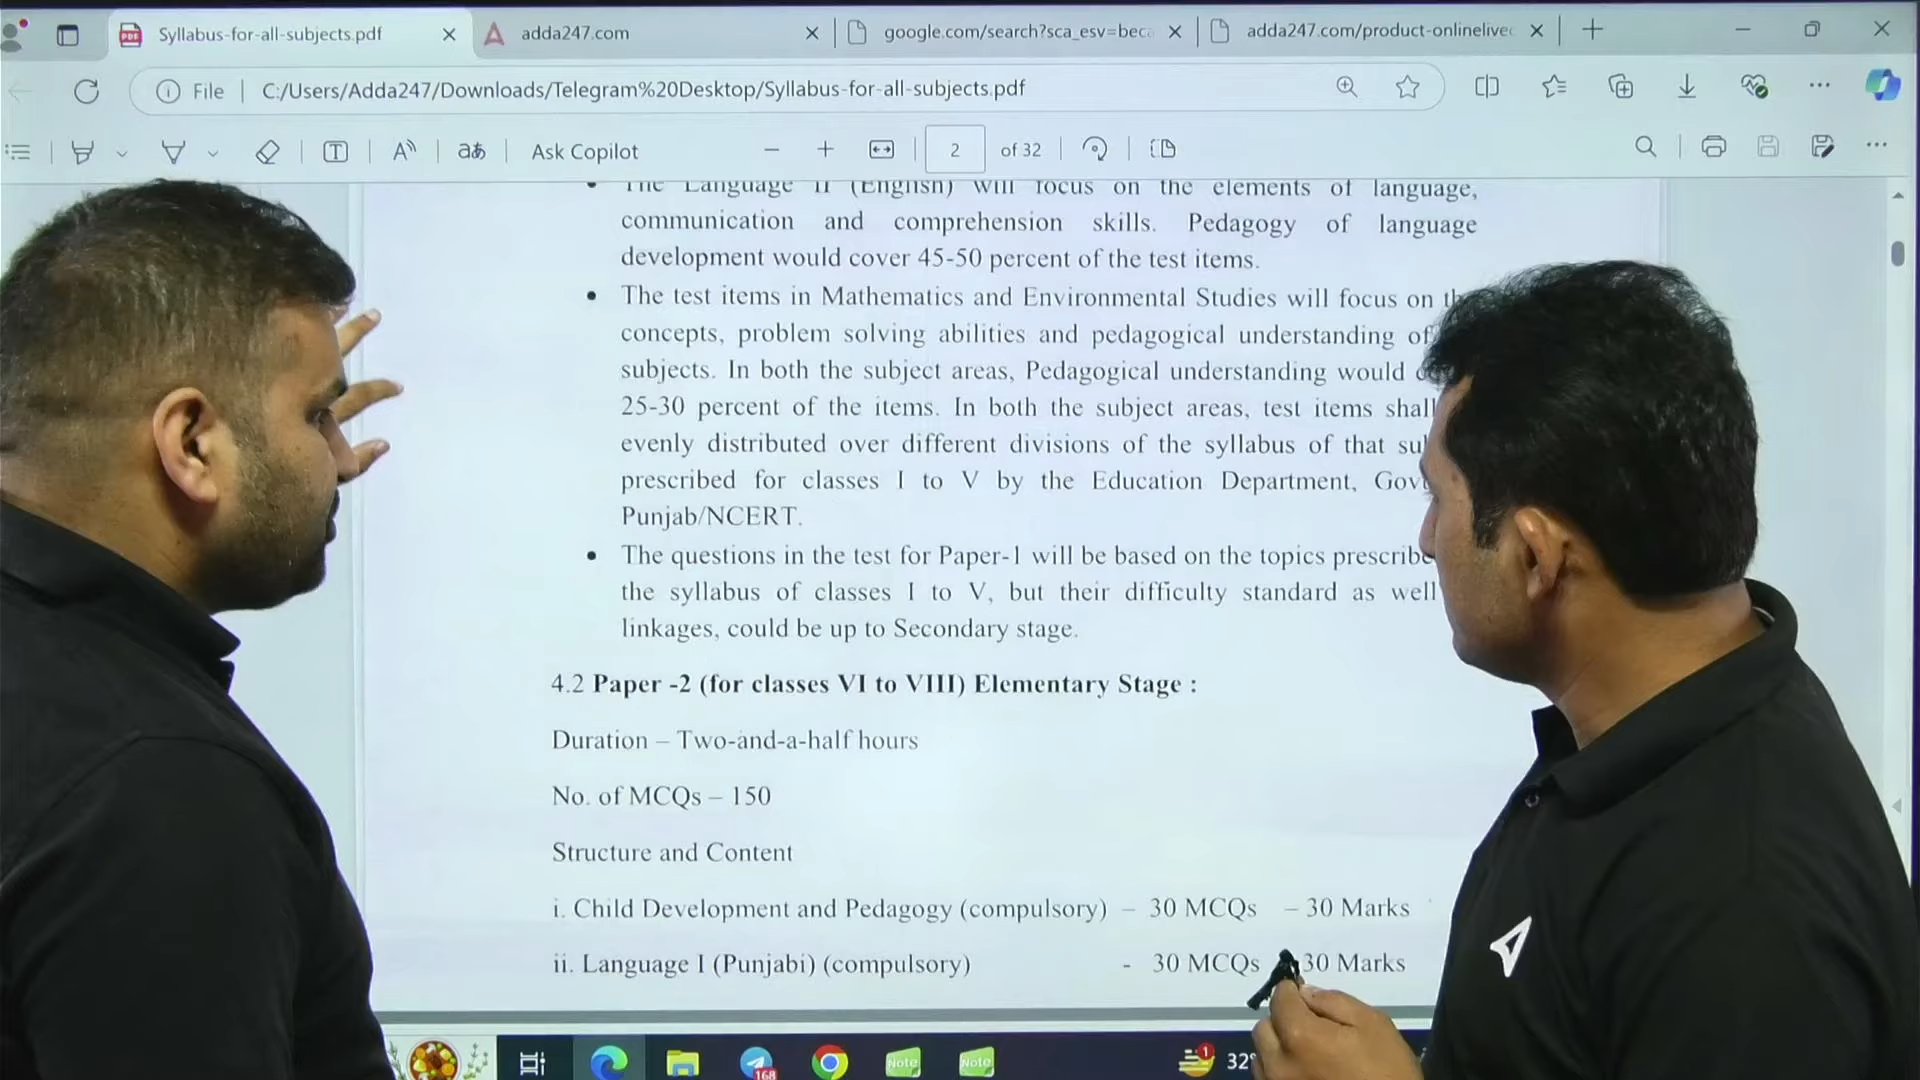 Syllabus-for-all-subjects.pdf
adda247.com
google.com/search?sca_esv=bec
adda247.com/product-onlinelive
File
C:/Users/Adda247/Downloads/Telegram%20Desktop/Syllabus-for-all-subjects.pdf
Ask Copilot
2 of 32
The Language II (English) will focus on the elements of language,
communication and comprehension skills. Pedagogy of language
development would cover 45-50 percent of the test items.
The test items in Mathematics and Environmental Studies will focus on
concepts, problem solving abilities and pedagogical understanding of
subjects. In both the subject areas, Pedagogical understanding would
25-30 percent of the items. In both the subject areas, test items shall
evenly distributed over different divisions of the syllabus of that
prescribed for classes I to V by the Education Department,
Punjab/NCERT.
The questions in the test for Paper-1 will be based on the topics
the syllabus of classes I to V, but their difficulty standard as well
linkages, could be up to Secondary stage.
4.2 Paper -2 (for classes VI to VIII) Elementary Stage :
Duration – Two-and-a-half hours
No. of MCQs – 150
Structure and Content
i. Child Development and Pedagogy (compulsory) – 30 MCQs – 30 Marks
ii. Language I (Punjabi) (compulsory) - 30 MCQs 30 Marks
168
Note
Note
1
32°